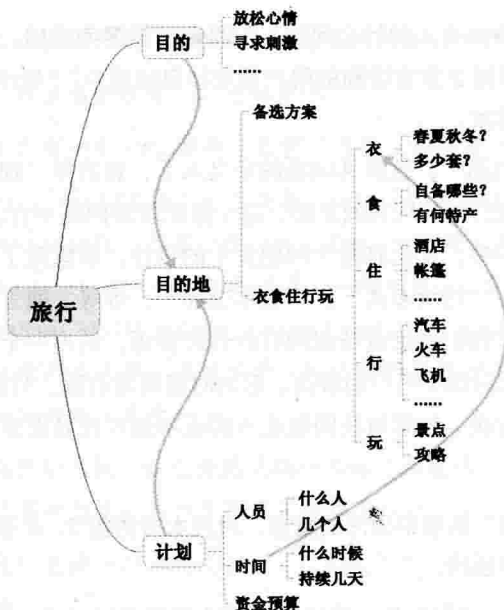 旅行
目的
放松心情
寻求刺激
……
目的地
备选方案
衣食住行玩
衣
春夏秋冬?
多少套?
食
自备哪些?
有何特产
住
酒店
帐篷
……
行
汽车
火车
飞机
……
玩
景点
攻略
计划
人员
什么人
几个人
时间
什么时候
持续几天
资金预算